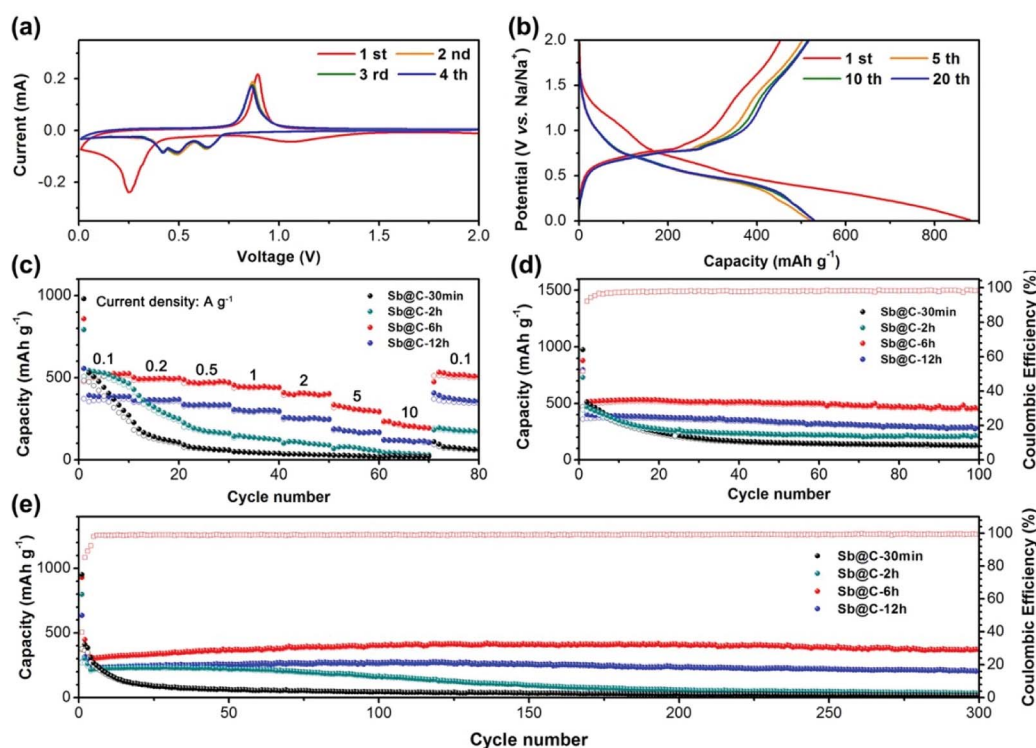 (a)
1 st 2 nd
3 rd 4 th
Current (mA)
0.2
0.0
-0.2
0.0 0.5 1.0 1.5 2.0
Voltage (V)
(b)
1 st 5 th
10 th 20 th
Potential (V vs. Na/Na⁺)
2.0
1.5
1.0
0.5
0.0
0 200 400 600 800
Capacity (mAh g⁻¹)
(c)
Current density: A g⁻¹
Sb@C-30min
Sb@C-2h
Sb@C-6h
Sb@C-12h
0.1 0.2 0.5 1 2 5 10 0.1
Capacity (mAh g⁻¹)
1000
500
0
0 20 40 60 80
Cycle number
(d)
Sb@C-30min
Sb@C-2h
Sb@C-6h
Sb@C-12h
Capacity (mAh g⁻¹)
1500
1000
500
0
0 20 40 60 80 100
Cycle number
100
80
60
40
20
0
Coulombic Efficiency (%)
(e)
Sb@C-30min
Sb@C-2h
Sb@C-6h
Sb@C-12h
Capacity (mAh g⁻¹)
1000
500
0
0 50 100 150 200 250 300
Cycle number
100
80
60
40
20
0
Coulombic Efficiency (%)